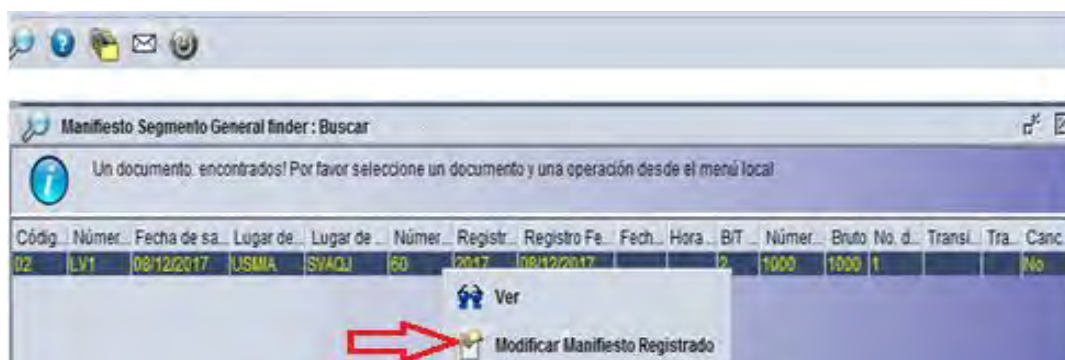 Manifiesto Segmento General finder : Buscar
Un documento. encontrados! Por favor seleccione un documento y una operación desde el menú local
Códig... Númer... Fecha de sa... Lugar de... Lugar de ... Númer... Registr... Registro Fe... Fech... Hora... B/T ... Númer... Bruto No. d... Transi... Tra... Canc
02 LV1 08/12/2017 USMIA SVAQJ 60 2017 08/12/2017 2 1000 1000 1 No
Ver
Modificar Manifiesto Registrado